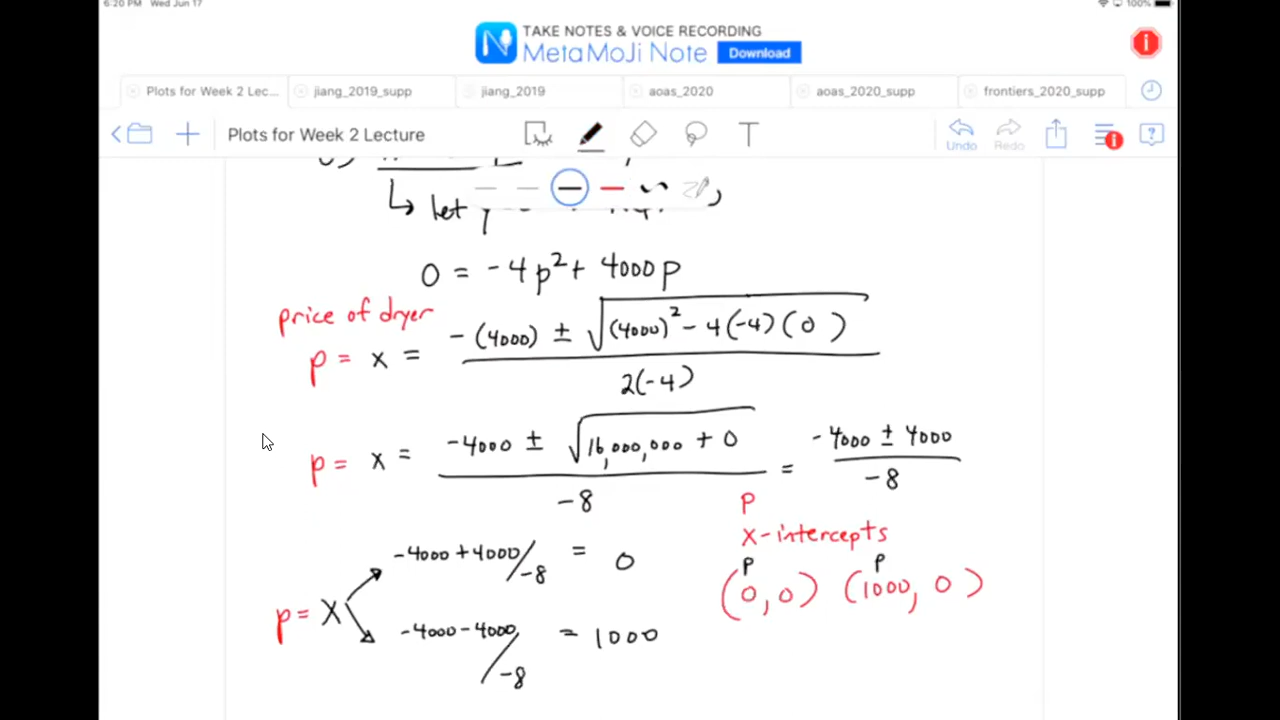 6:20 PM Wed Jun 17
100%
TAKE NOTES & VOICE RECORDING
MetaMoJi Note Download
Plots for Week 2 Lec... jiang_2019_supp jiang_2019 aoas_2020 aoas_2020_supp frontiers_2020_supp
Plots for Week 2 Lecture T Undo Redo
let
0 = -4p² + 4000p
price of dryer
p = x = -(4000) ± √(4000)² - 4(-4)(0) / 2(-4)
p = x = -4000 ± √16,000,000 + 0 / -8 = -4000 ± 4000 / -8
p
x-intercepts
-4000 + 4000/-8 = 0
p p
(0,0) (1000, 0)
p = X
-4000 - 4000/-8 = 1000